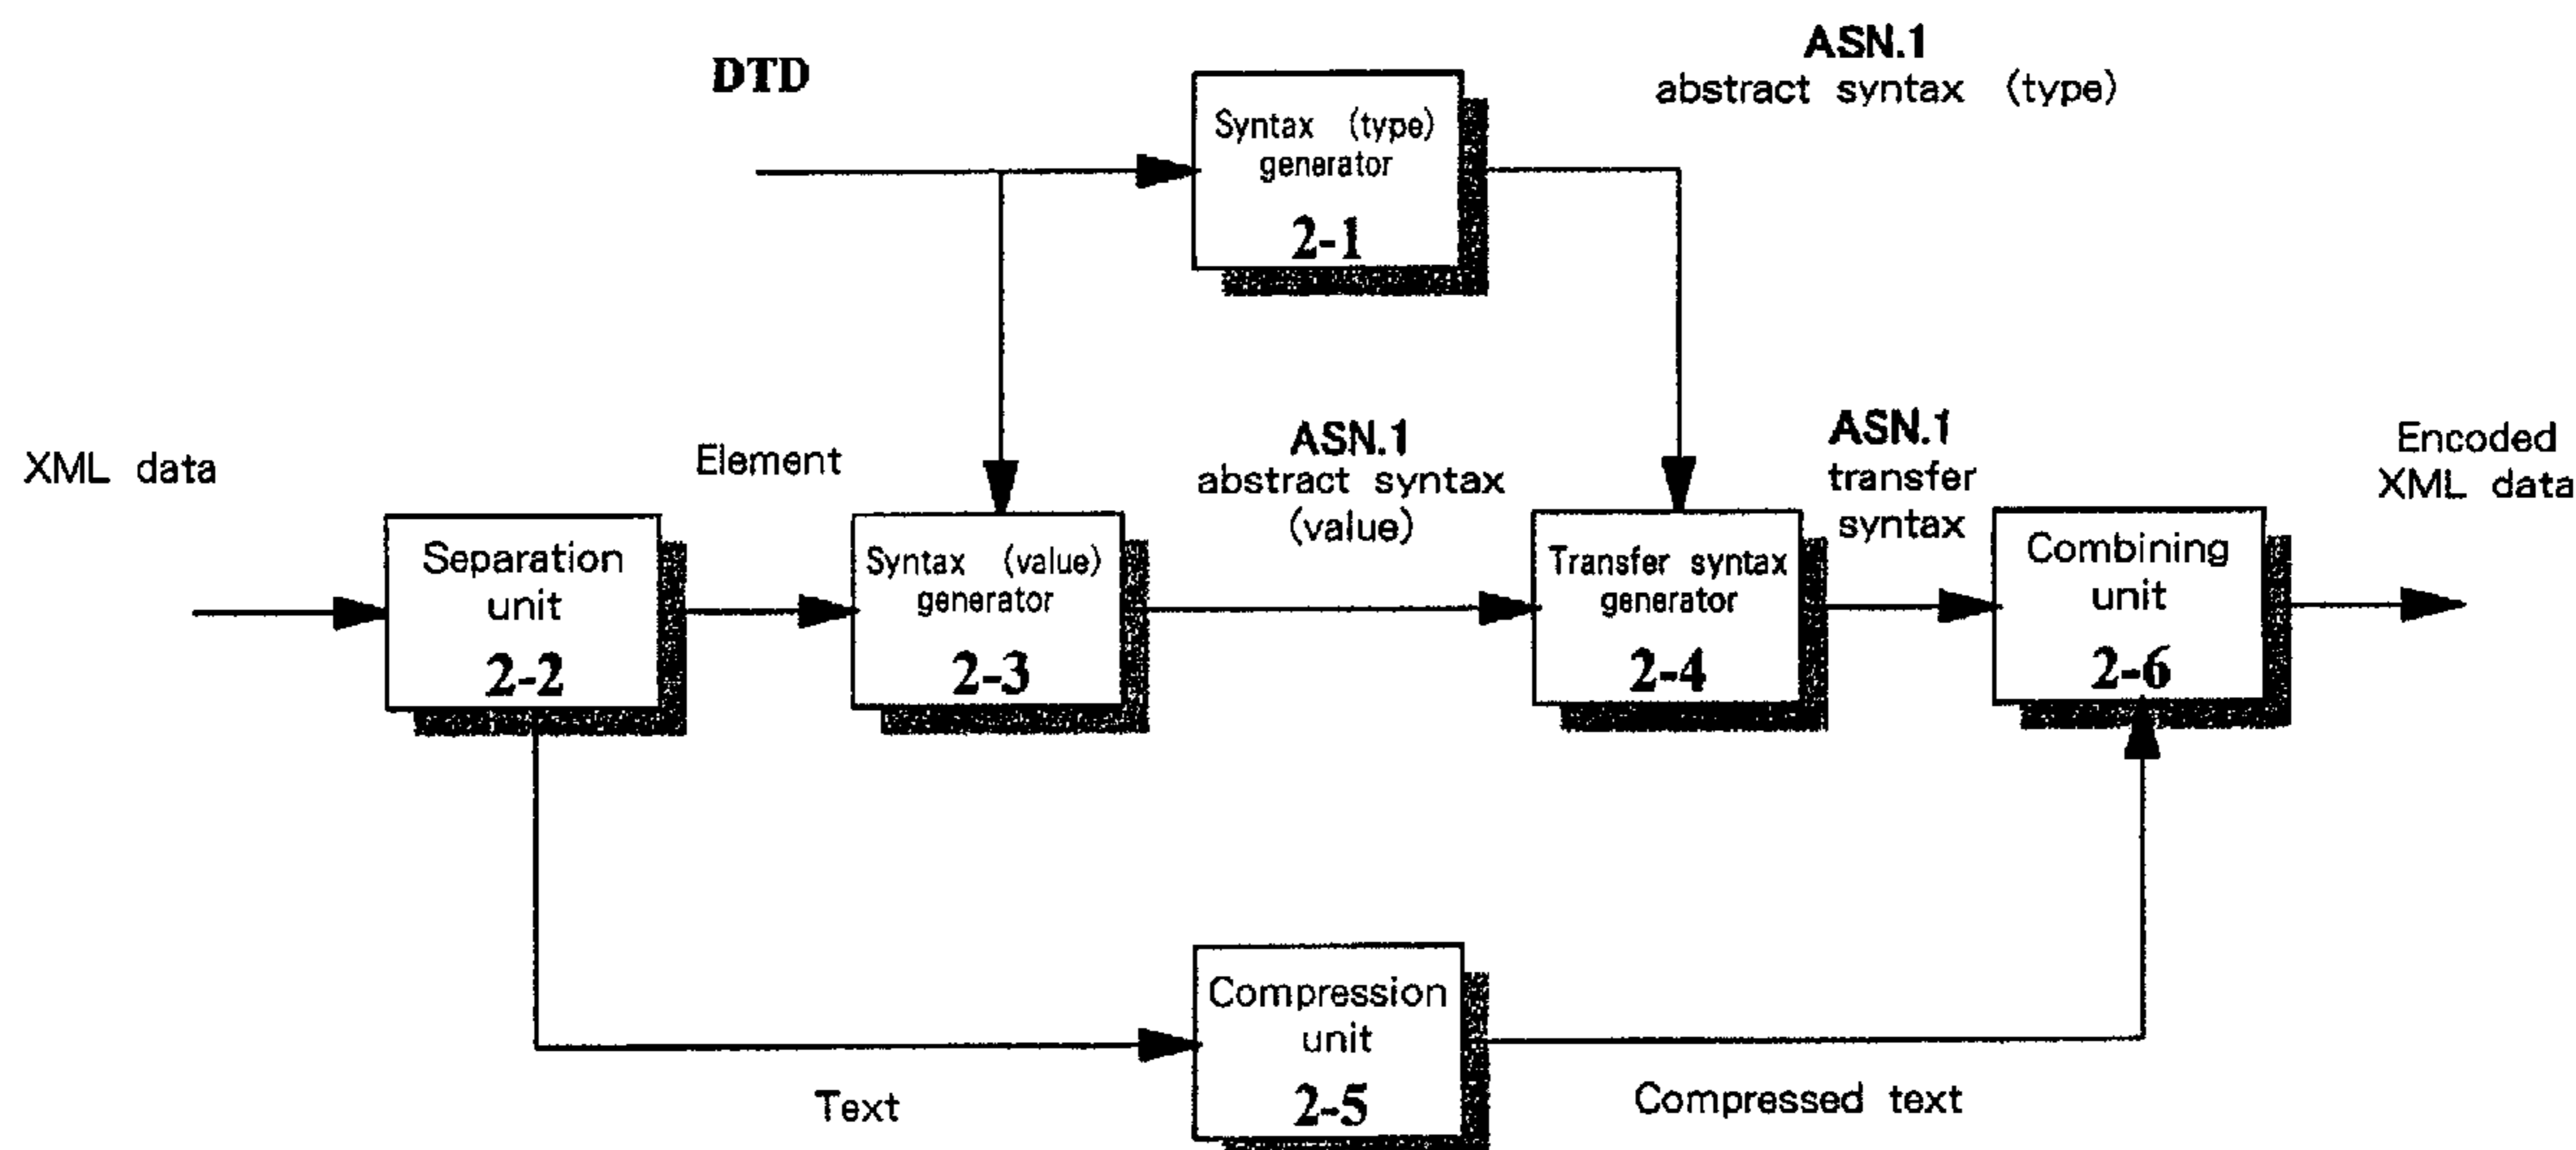 DTD
ASN.1
abstract syntax (type)
Syntax (type)
generator
2-1
XML data
Element
ASN.1
abstract syntax
(value)
ASN.1
transfer
syntax
Encoded
XML data
Separation
unit
2-2
Syntax (value)
generator
2-3
Transfer syntax
generator
2-4
Combining
unit
2-6
Compression
unit
2-5
Text
Compressed text